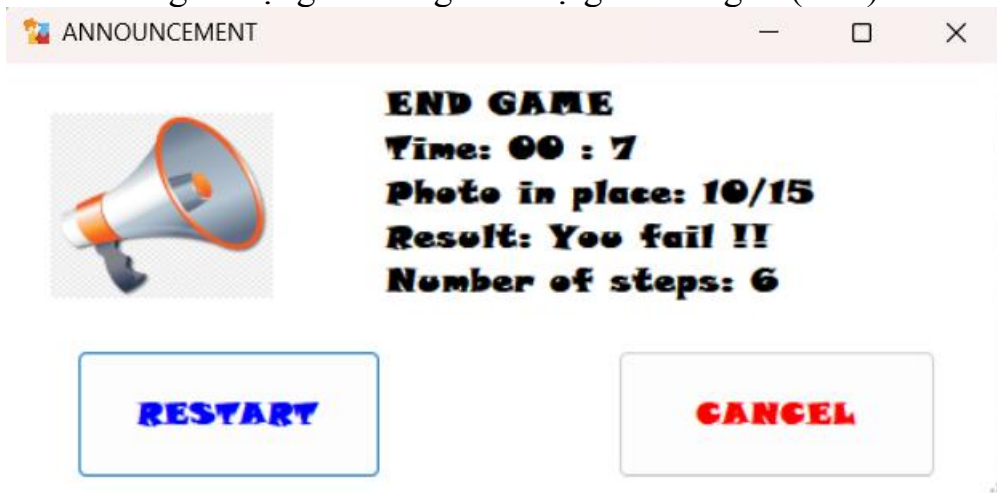 ANNOUNCEMENT
END GAME
Time: 00 : 7
Photo in place: 10/15
Result: You fail !!
Number of steps: 6
RESTART
CANCEL